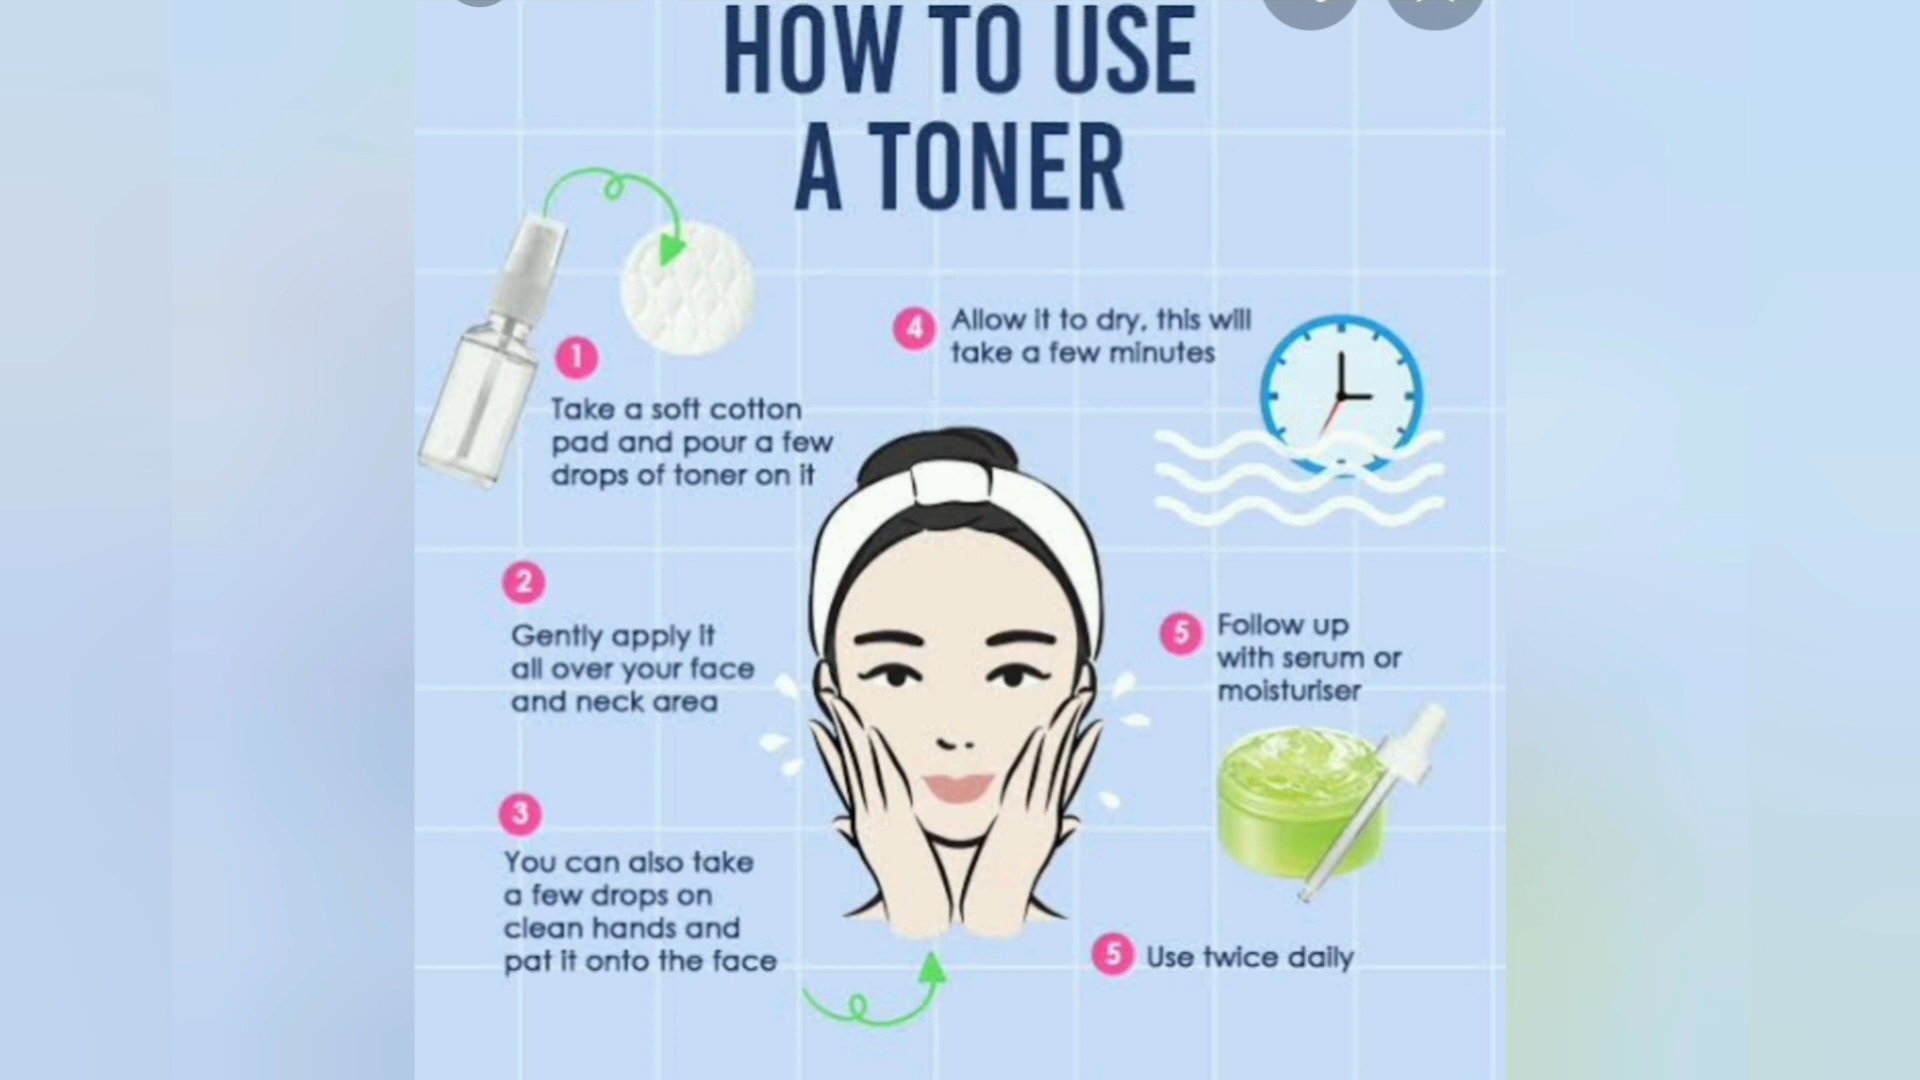 HOW TO USE
A TONER
1
Take a soft cotton
pad and pour a few
drops of toner on it
2
Gently apply it
all over your face
and neck area
3
You can also take
a few drops on
clean hands and
pat it onto the face
4
Allow it to dry, this will
take a few minutes
5
Follow up
with serum or
moisturiser
5
Use twice daily